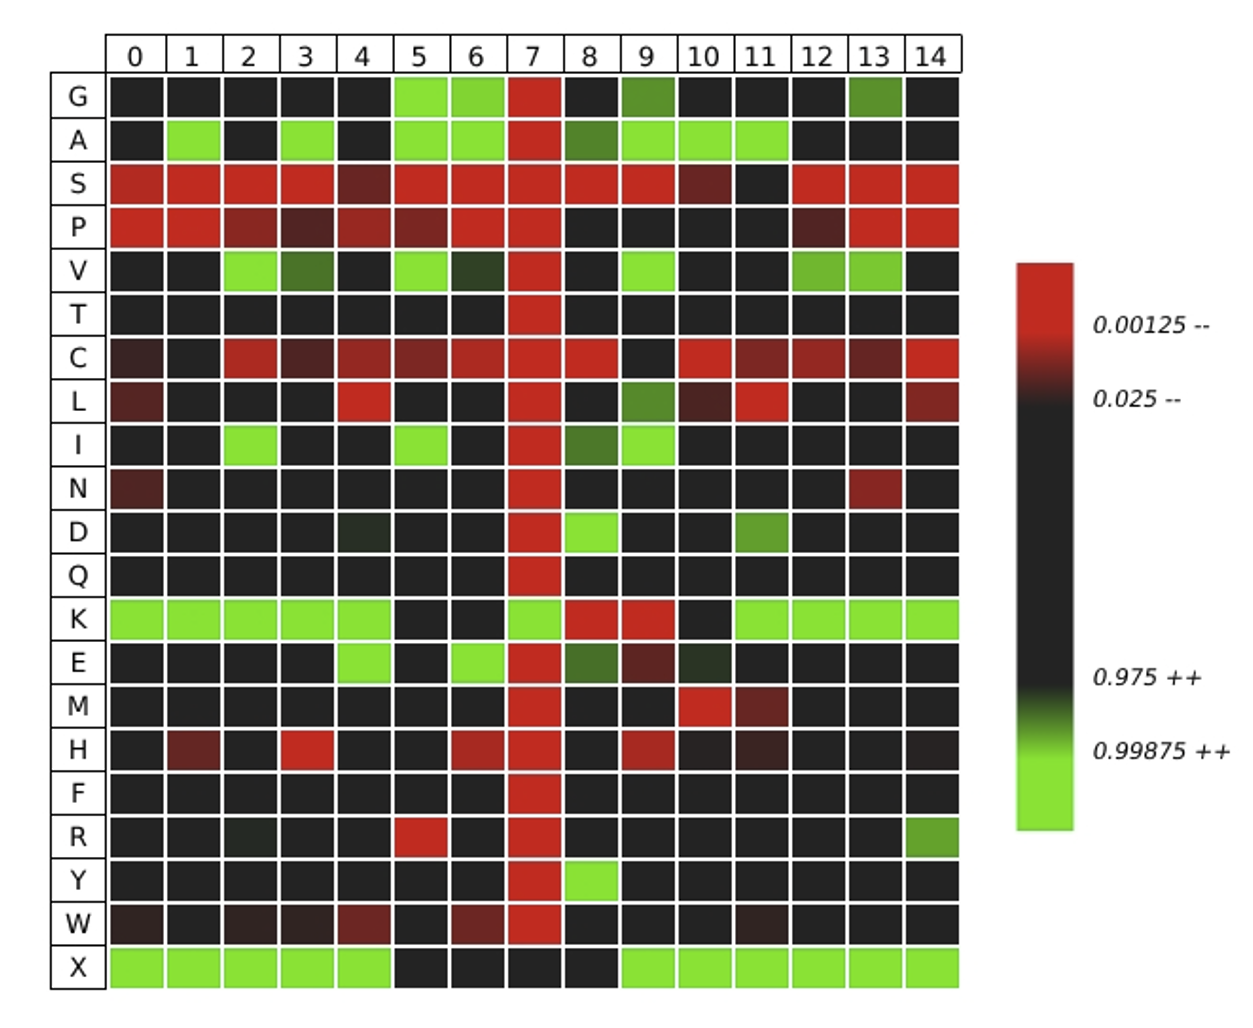 0 1 2 3 4 5 6 7 8 9 10 11 12 13 14
G
A
S
P
V
T
C
L
I
N
D
Q
K
E
M
H
F
R
Y
W
X
0.00125 --
0.025 --
0.975 ++
0.99875 ++